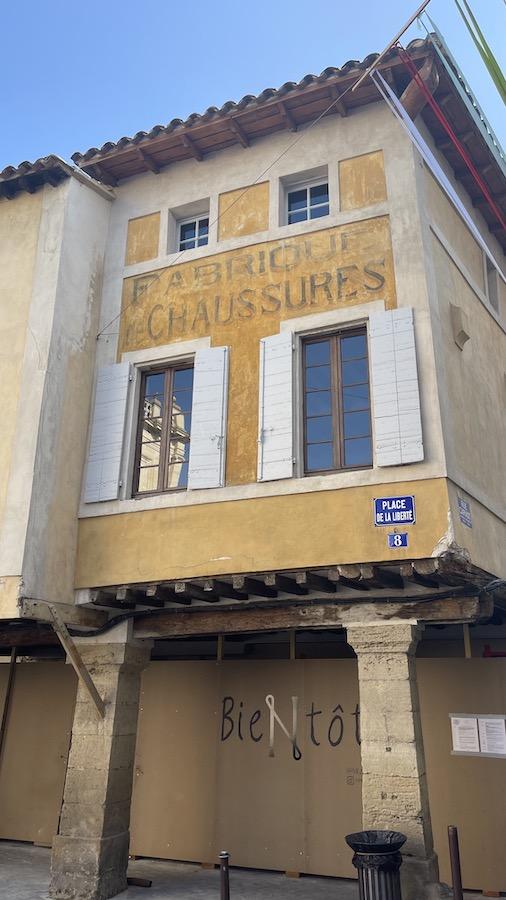 FABRIQUE
DE CHAUSSURES
PLACE
DE LA LIBERTÉ
8
BieNtôt